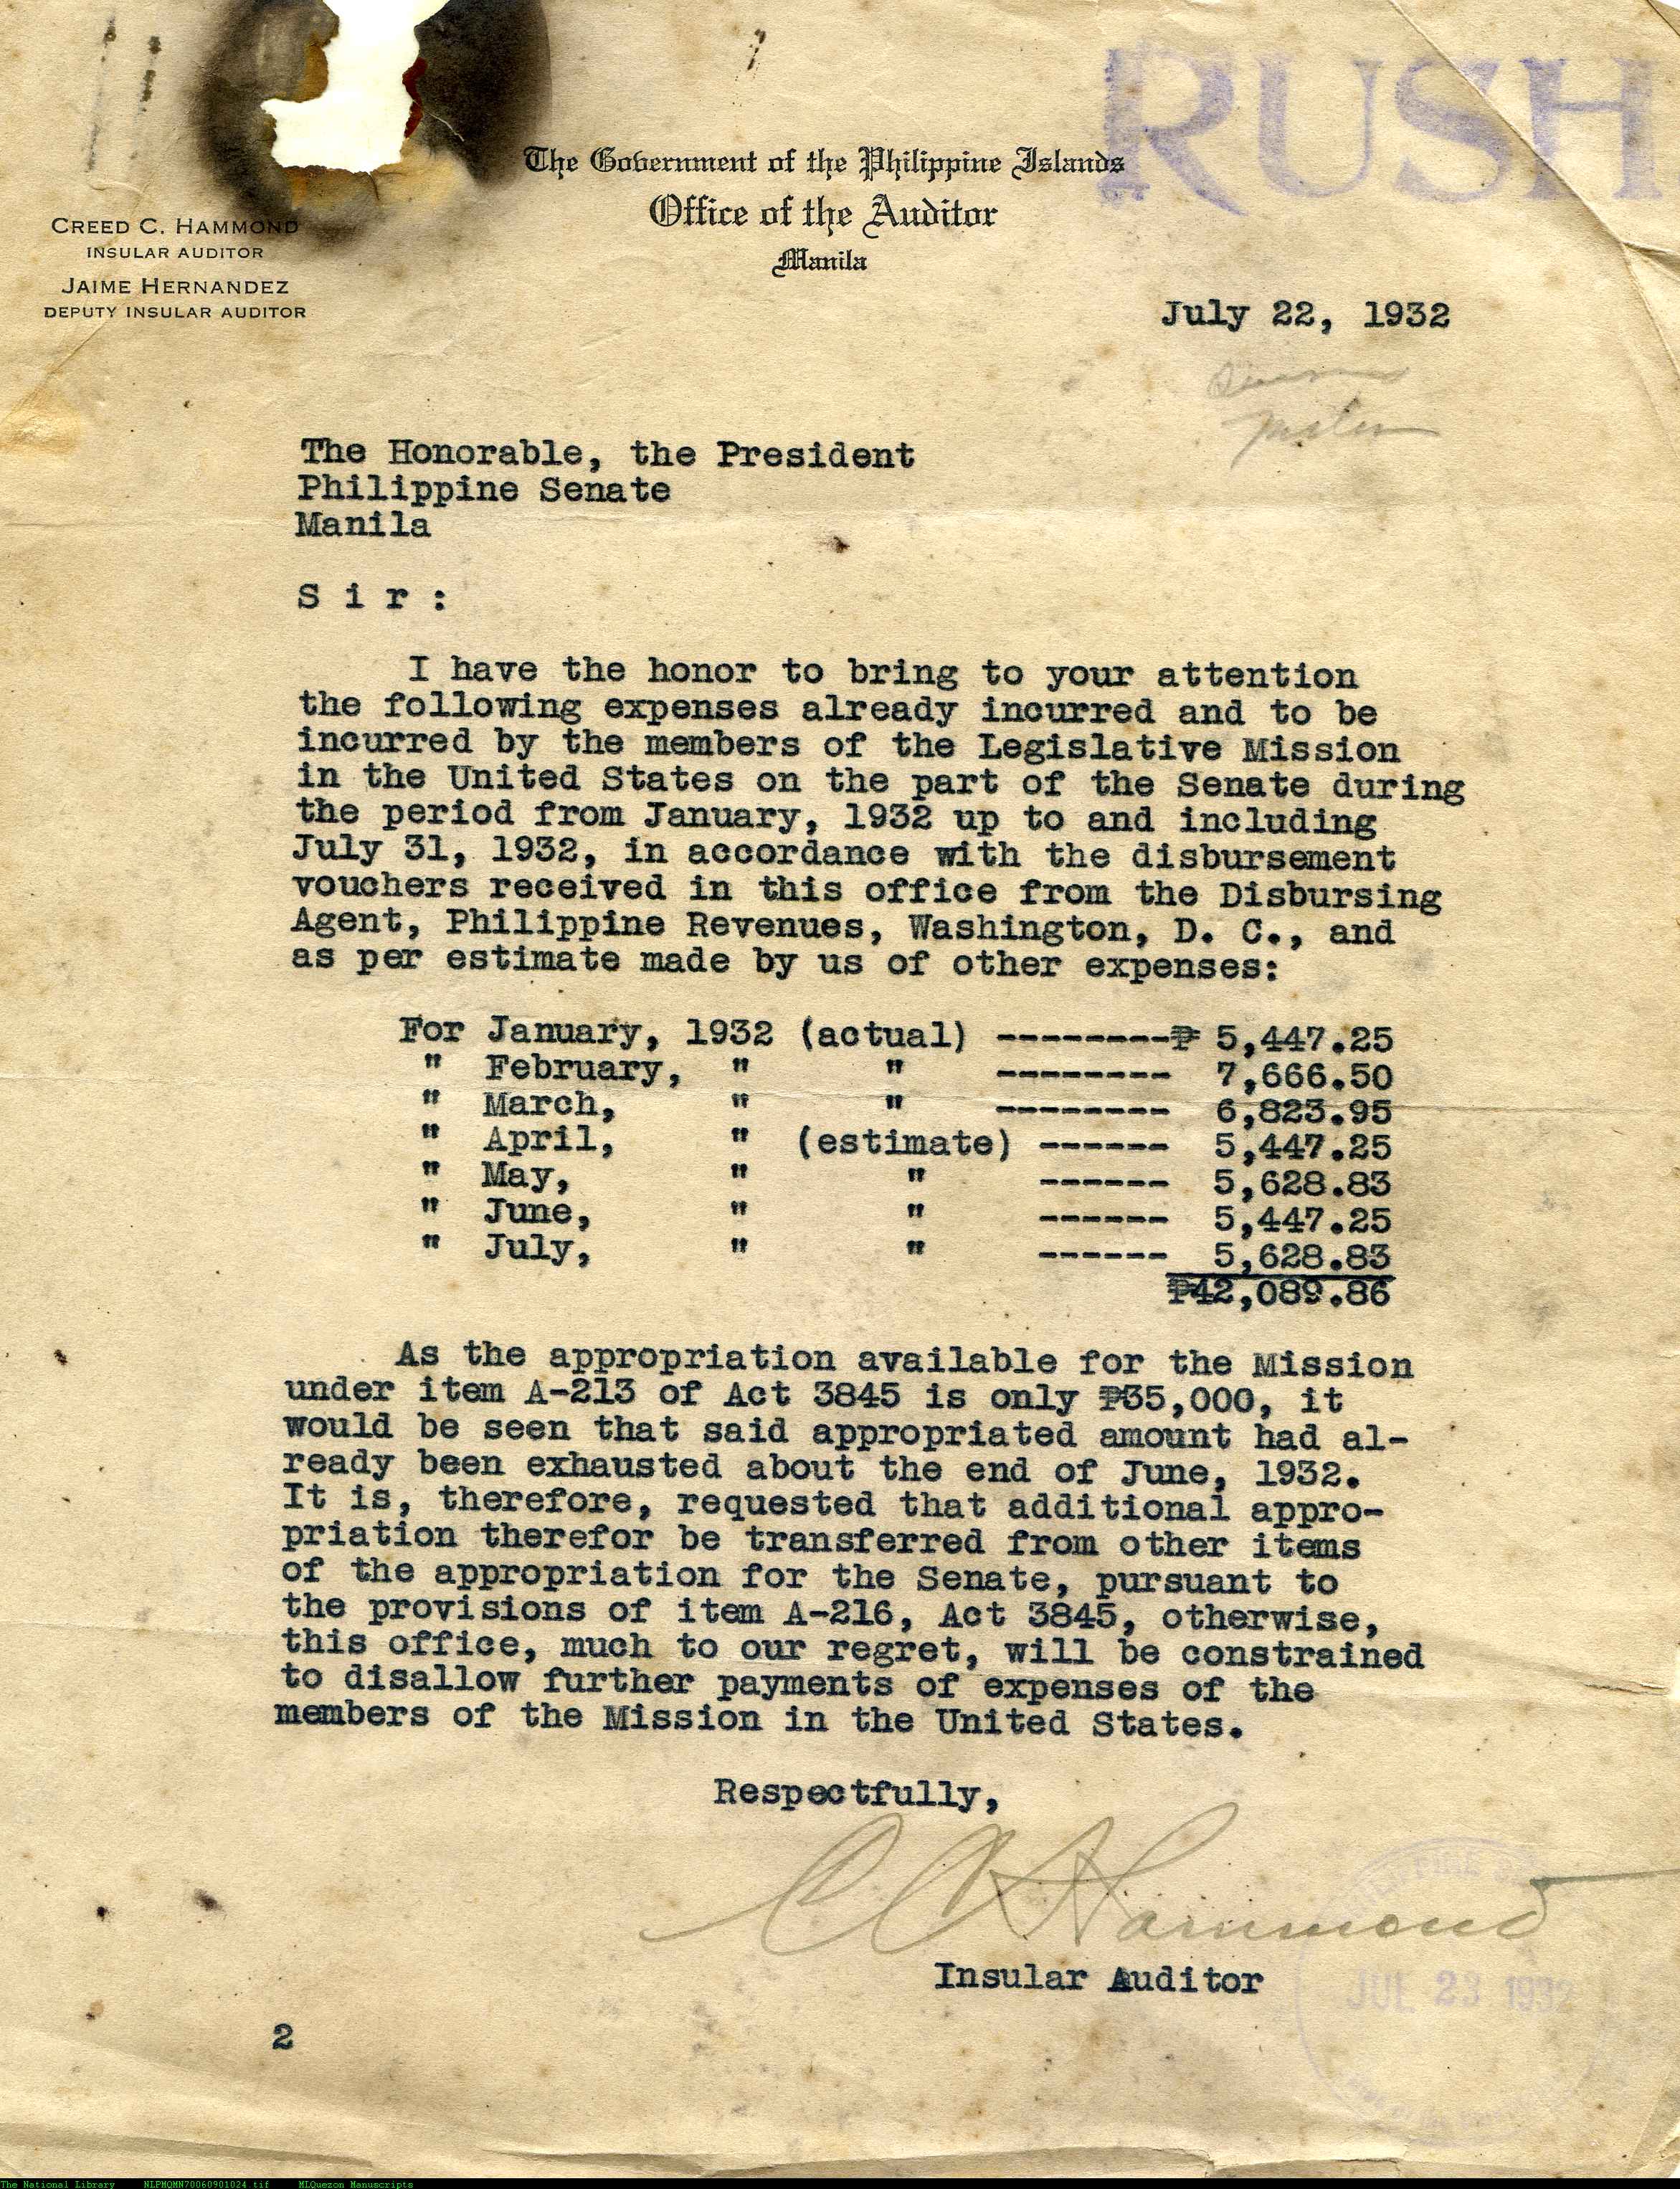 RUSH
The Government of the Philippine Islands
Office of the Auditor
Manila
CREED C. HAMMOND
INSULAR AUDITOR
JAIME HERNANDEZ
DEPUTY INSULAR AUDITOR
July 22, 1932
The Honorable, the President
Philippine Senate
Manila
S i r :
I have the honor to bring to your attention
the following expenses already incurred and to be
incurred by the members of the Legislative Mission
in the United States on the part of the Senate during
the period from January, 1932 up to and including
July 31, 1932, in accordance with the disbursement
vouchers received in this office from the Disbursing
Agent, Philippine Revenues, Washington, D. C., and
as per estimate made by us of other expenses:
For January, 1932 (actual) --------₱ 5,447.25
" February, " " -------- 7,666.50
" March, " " -------- 6,823.95
" April, " (estimate) ------ 5,447.25
" May, " " ------ 5,628.83
" June, " " ------ 5,447.25
" July, " " ------ 5,628.83
₱42,089.86
As the appropriation available for the Mission
under item A-213 of Act 3845 is only ₱35,000, it
would be seen that said appropriated amount had al-
ready been exhausted about the end of June, 1932.
It is, therefore, requested that additional appro-
priation therefor be transferred from other items
of the appropriation for the Senate, pursuant to
the provisions of item A-216, Act 3845, otherwise,
this office, much to our regret, will be constrained
to disallow further payments of expenses of the
members of the Mission in the United States.
Respectfully,
C C Hammond
Insular Auditor
JUL 23 1932
2
The National Library NLPMQMN70060901024.tif MLQuezon Manuscripts